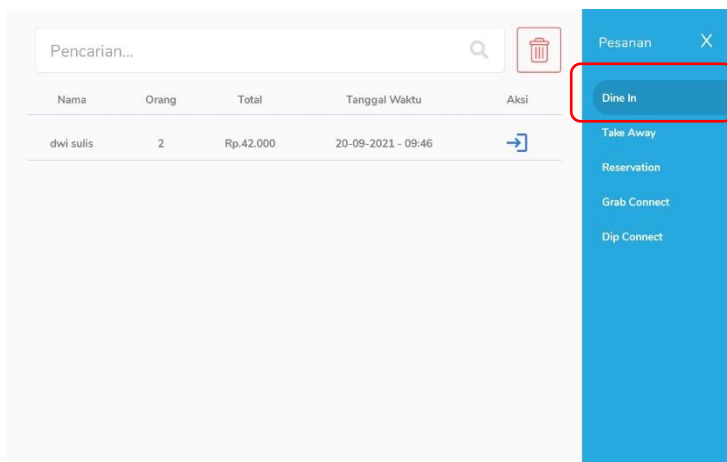 Pencarian...
Nama Orang Total Tanggal Waktu Aksi
dwi sulis 2 Rp.42.000 20-09-2021 - 09:46
Pesanan X
Dine In
Take Away
Reservation
Grab Connect
Dip Connect